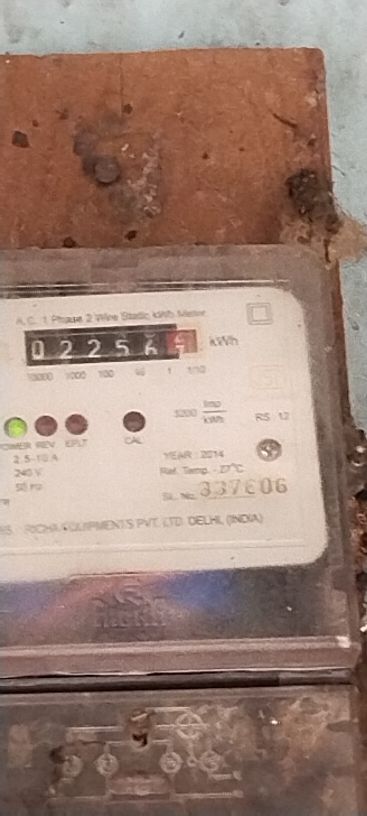 A.C. 1 Phase 2 Wire Static kWh Meter
0 2 2 5 6 kWh
10000 1000 100 10 1 1/10
POWER REV EPLT CAL
3200 imp/kWh RS. 12
2.5-10 A
240 V
50 Hz
YEAR : 2014
Ref. Temp. - 27°C
SL. No. 337606
RICHA EQUIPMENTS PVT. LTD. DELHI, (INDIA)